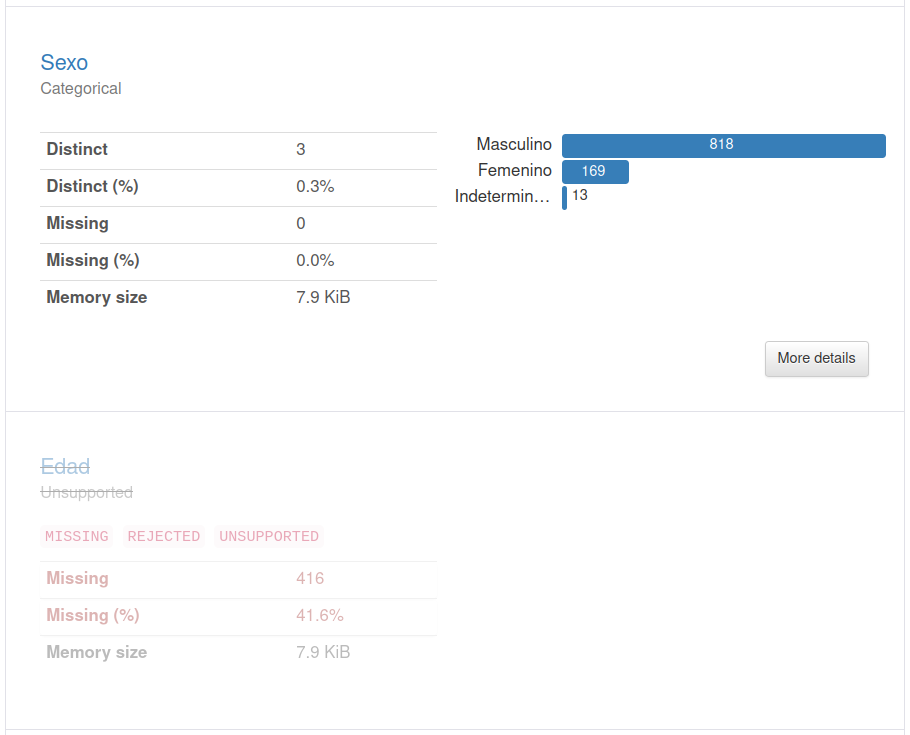 Sexo
Categorical
Distinct 3
Distinct (%) 0.3%
Missing 0
Missing (%) 0.0%
Memory size 7.9 KiB
Masculino 818
Femenino 169
Indetermin… 13
More details
Edad
Unsupported
MISSING REJECTED UNSUPPORTED
Missing 416
Missing (%) 41.6%
Memory size 7.9 KiB